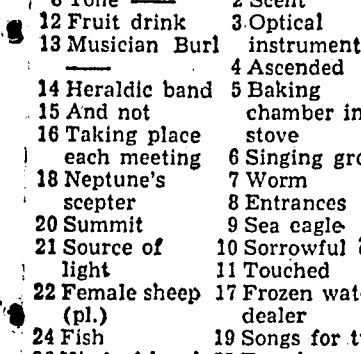 8 Tone
12 Fruit drink
13 Musician Burl
——
14 Heraldic band
15 And not
16 Taking place
each meeting
18 Neptune's
scepter
20 Summit
21 Source of
light
22 Female sheep
(pl.)
24 Fish
2 Scent
3 Optical
instrument
4 Ascended
5 Baking
chamber in
stove
6 Singing
7 Worm
8 Entrances
9 Sea eagle
10 Sorrowful
11 Touched
17 Frozen
dealer
19 Songs for